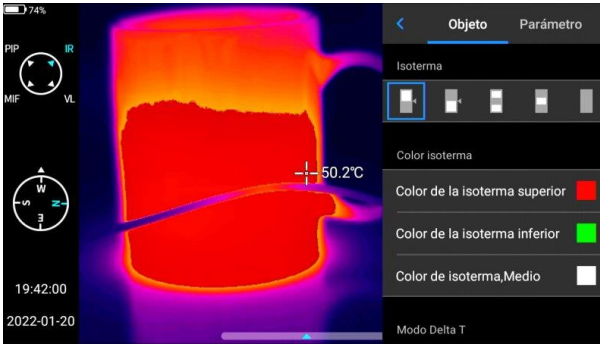 74%
PIP IR
MIF VL
W
S N
E
19:42:00
2022-01-20
50.2℃
Objeto Parámetro
Isoterma
Color isoterma
Color de la isoterma superior
Color de la isoterma inferior
Color de isoterma,Medio
Modo Delta T